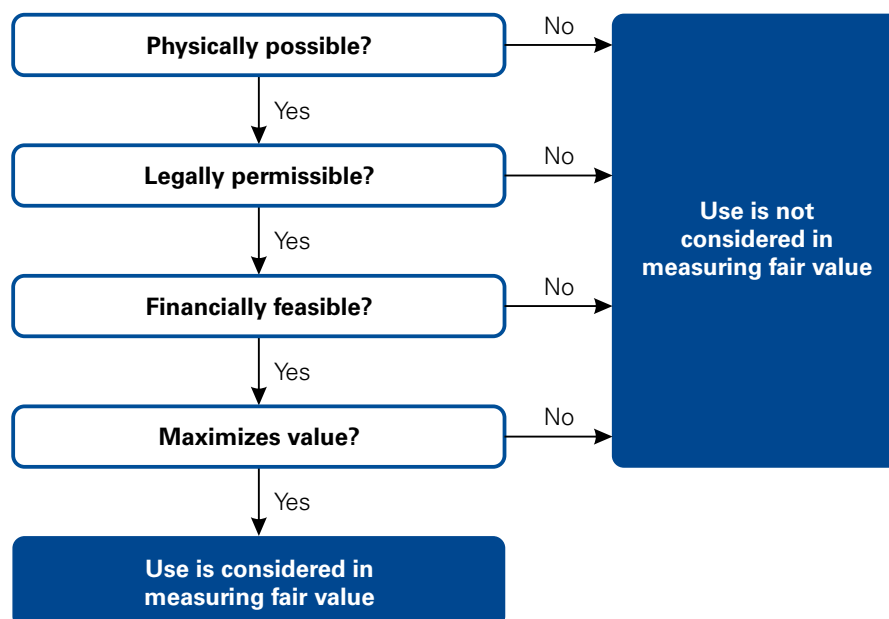 Physically possible?
No
Yes
Legally permissible?
No
Yes
Financially feasible?
No
Yes
Maximizes value?
No
Yes
Use is not
considered in
measuring fair value
Use is considered in
measuring fair value